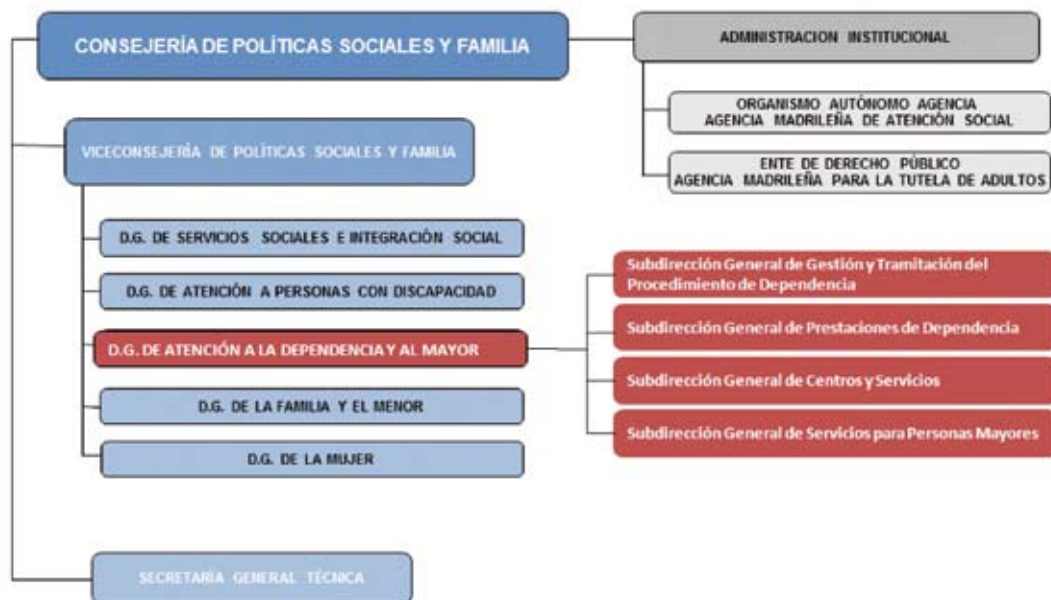 CONSEJERÍA DE POLÍTICAS SOCIALES Y FAMILIA
ADMINISTRACION INSTITUCIONAL
ORGANISMO AUTÓNOMO AGENCIA
AGENCIA MADRILEÑA DE ATENCIÓN SOCIAL
ENTE DE DERECHO PÚBLICO
AGENCIA MADRILEÑA PARA LA TUTELA DE ADULTOS
VICECONSEJERÍA DE POLÍTICAS SOCIALES Y FAMILIA
D.G. DE SERVICIOS SOCIALES E INTEGRACIÓN SOCIAL
D.G. DE ATENCIÓN A PERSONAS CON DISCAPACIDAD
D.G. DE ATENCIÓN A LA DEPENDENCIA Y AL MAYOR
D.G. DE LA FAMILIA Y EL MENOR
D.G. DE LA MUJER
Subdirección General de Gestión y Tramitación del
Procedimiento de Dependencia
Subdirección General de Prestaciones de Dependencia
Subdirección General de Centros y Servicios
Subdirección General de Servicios para Personas Mayores
SECRETARÍA GENERAL TÉCNICA